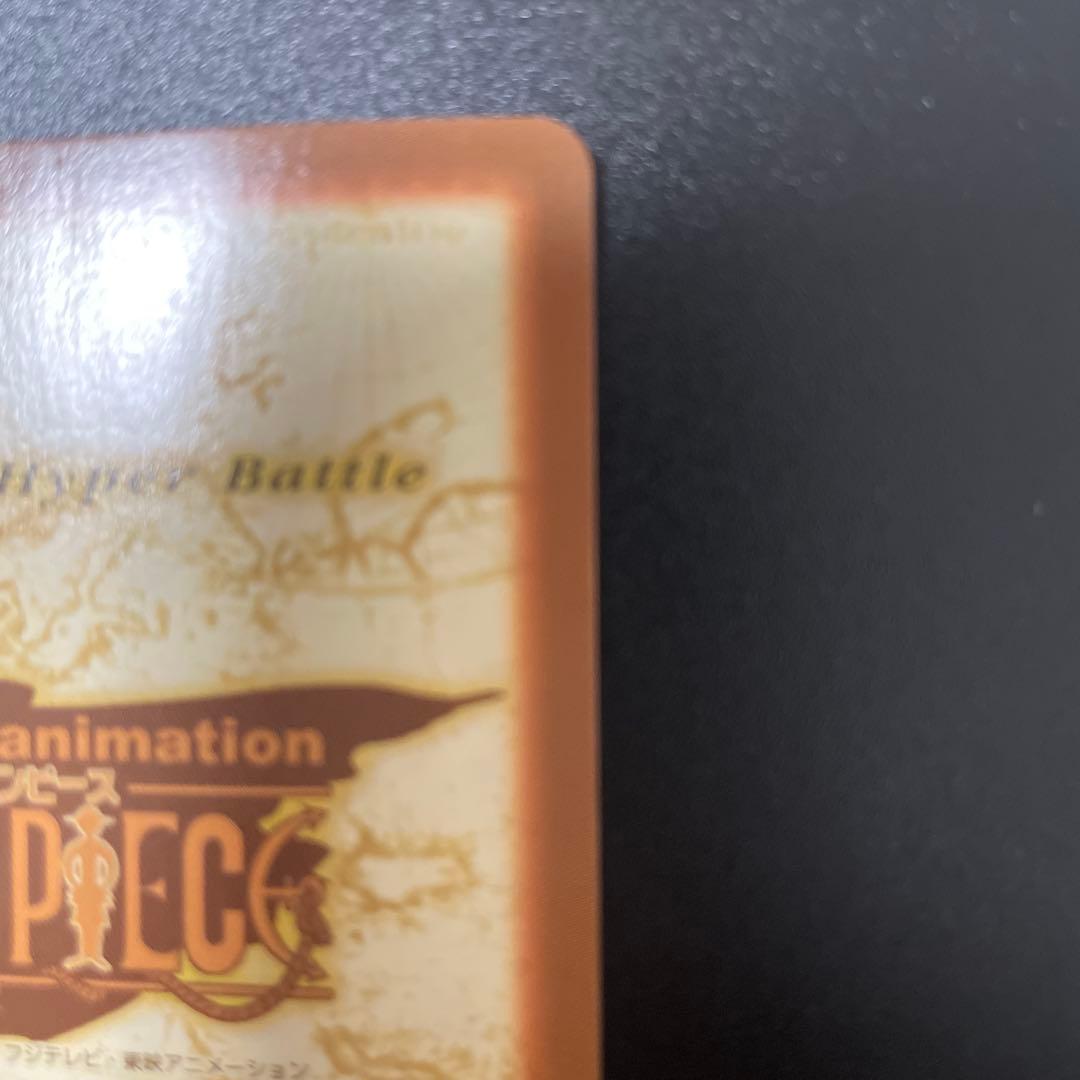 Hyper Battle
animation
ンピース
PIECE
フジテレビ・東映アニメーション